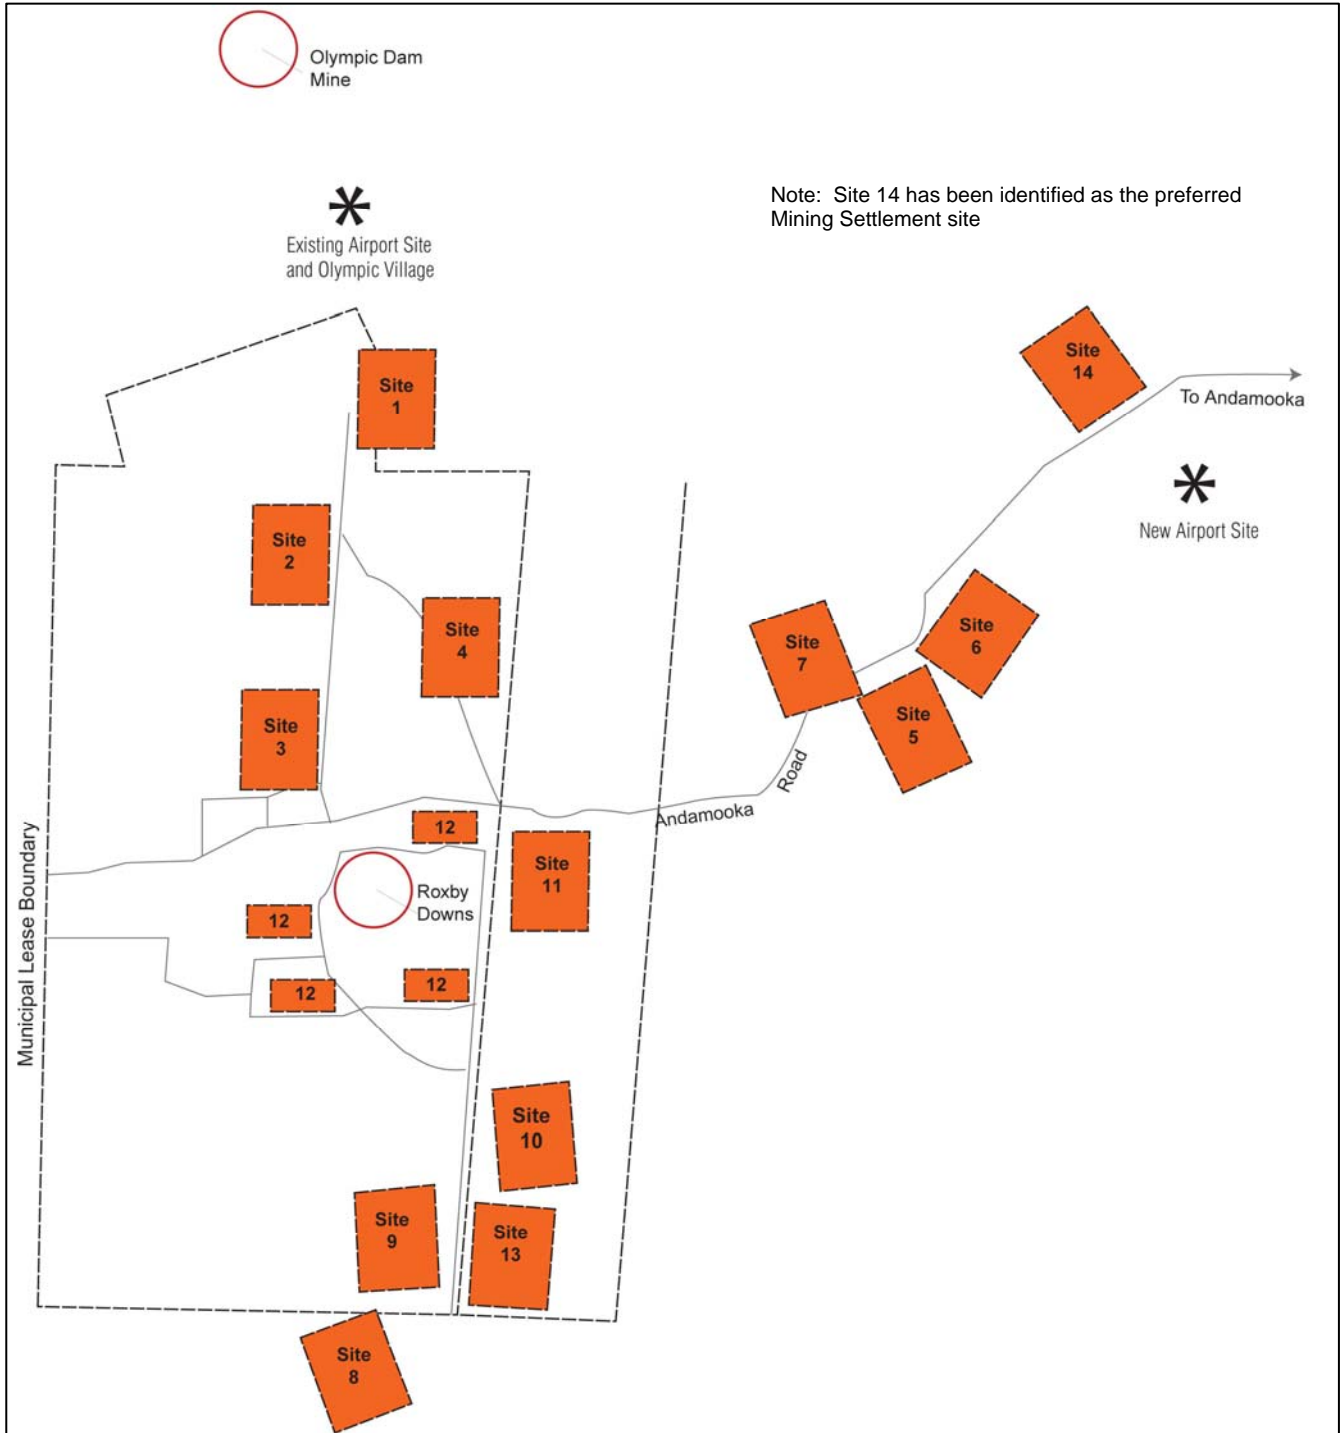 Olympic Dam
Mine
Note: Site 14 has been identified as the preferred
Mining Settlement site
Existing Airport Site
and Olympic Village
Site
14
To Andamooka
Site
1
New Airport Site
Site
2
Site
4
Site
7
Site
6
Site
5
Site
3
Andamooka
Road
Municipal Lease Boundary
12
Site
11
Roxby
Downs
12
12
12
Site
10
Site
9
Site
13
Site
8